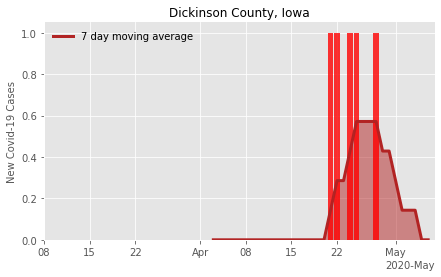 Dickinson County, Iowa
7 day moving average
New Covid-19 Cases
1.0
0.8
0.6
0.4
0.2
0.0
08 15 22 Apr 08 15 22 May
2020-May